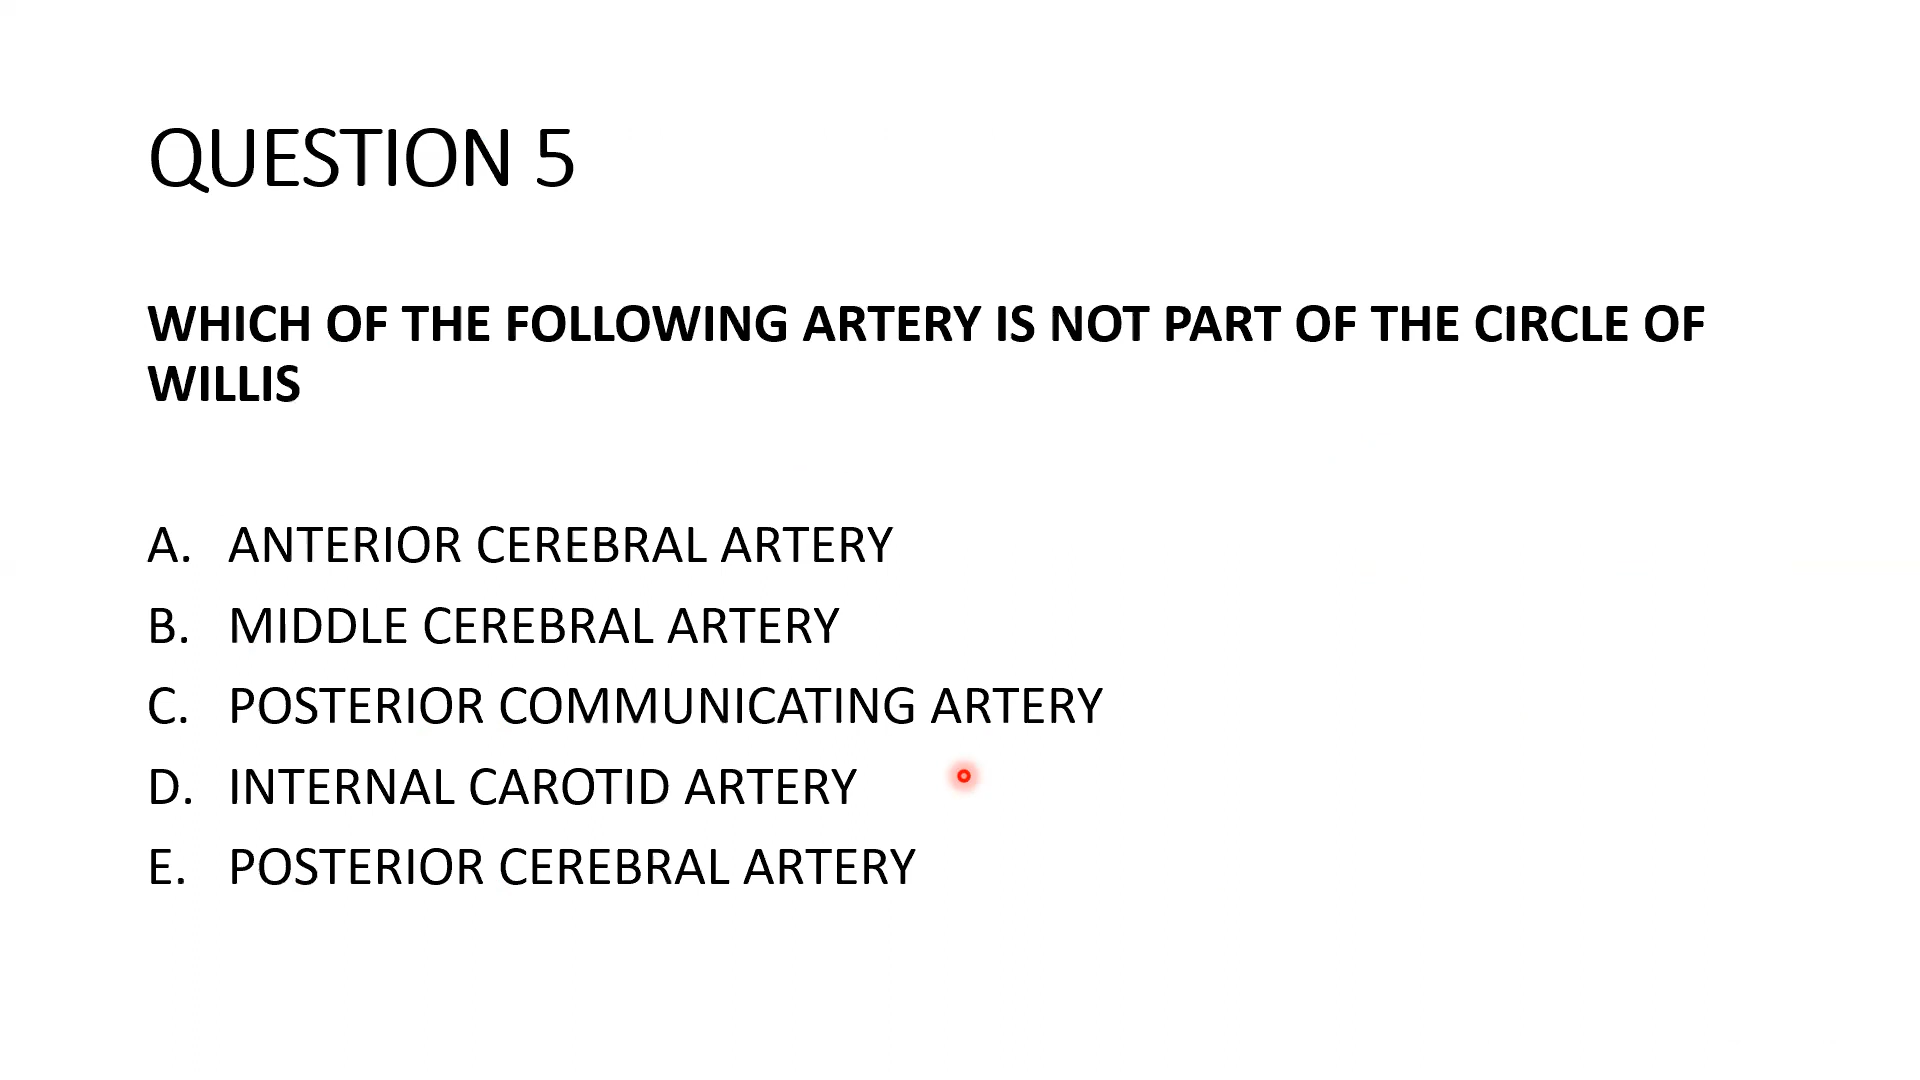 QUESTION 5
WHICH OF THE FOLLOWING ARTERY IS NOT PART OF THE CIRCLE OF
WILLIS
A. ANTERIOR CEREBRAL ARTERY
B. MIDDLE CEREBRAL ARTERY
C. POSTERIOR COMMUNICATING ARTERY
D. INTERNAL CAROTID ARTERY
E. POSTERIOR CEREBRAL ARTERY